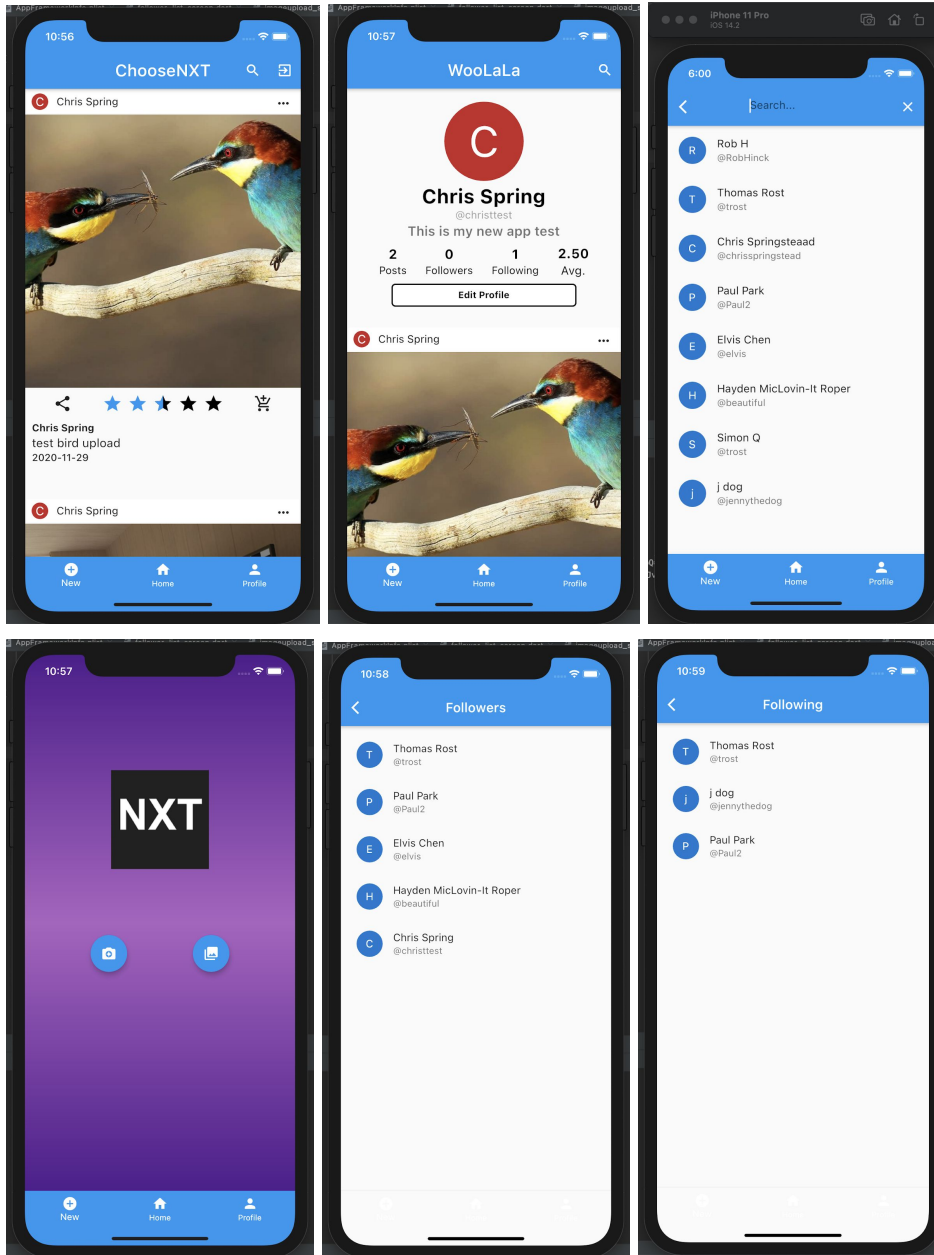 10:56
ChooseNXT
C Chris Spring
Chris Spring
test bird upload
2020-11-29
C Chris Spring
New Home Profile
10:57
WooLaLa
C
Chris Spring
@christtest
This is my new app test
2 0 1 2.50
Posts Followers Following Avg.
Edit Profile
C Chris Spring
New Home Profile
iPhone 11 Pro
iOS 14.2
6:00
Search...
R Rob H
@RobHinck
T Thomas Rost
@trost
C Chris Springsteaad
@chrisspringstead
P Paul Park
@Paul2
E Elvis Chen
@elvis
H Hayden MicLovin-It Roper
@beautiful
S Simon Q
@trost
j j dog
@jennythedog
New Home Profile
10:57
NXT
New Home Profile
10:58
Followers
T Thomas Rost
@trost
P Paul Park
@Paul2
E Elvis Chen
@elvis
H Hayden MicLovin-It Roper
@beautiful
C Chris Spring
@christtest
10:59
Following
T Thomas Rost
@trost
j j dog
@jennythedog
P Paul Park
@Paul2